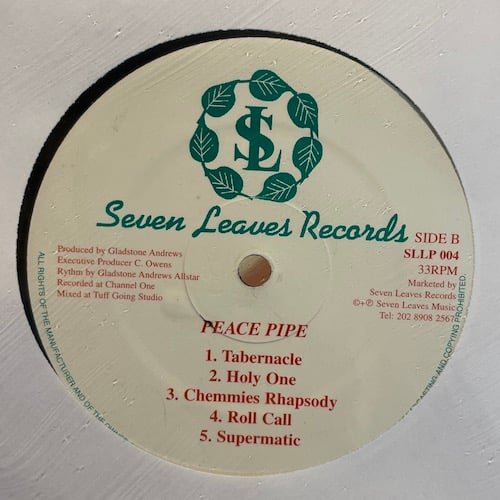 SL
Seven Leaves Records
SIDE B
SLLP 004
33RPM
Marketed by
Seven Leaves Records
©+℗ Seven Leaves Music
Tel: 202 8908 2567
Produced by Gladstone Andrews
Executive Producer C. Owens
Rythm by Gladstone Andrews Allstar
Recorded at Channel One
Mixed at Tuff Going Studio
PEACE PIPE
1. Tabernacle
2. Holy One
3. Chemmies Rhapsody
4. Roll Call
5. Supermatic
ALL RIGHTS OF THE MANUFACTURER AND OF THE
AND COPYING PROHIBITED.